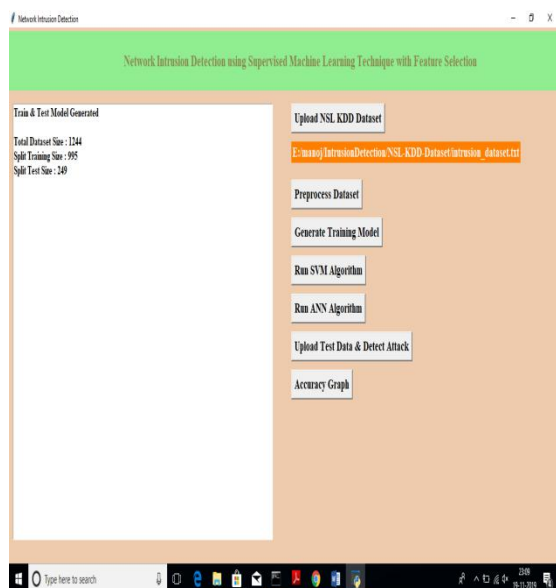 Network Intrusion Detection
Network Intrusion Detection using Supervised Machine Learning Technique with Feature Selection
Train & Test Model Generated
Total Dataset Size : 1244
Split Training Size : 995
Split Test Size : 249
Upload NSL KDD Dataset
E:/manoj/IntrusionDetection/NSL-KDD-Dataset/intrusion_dataset.txt
Preprocess Dataset
Generate Training Model
Run SVM Algorithm
Run ANN Algorithm
Upload Test Data & Detect Attack
Accuracy Graph
Type here to search
23:09
19-11-2019